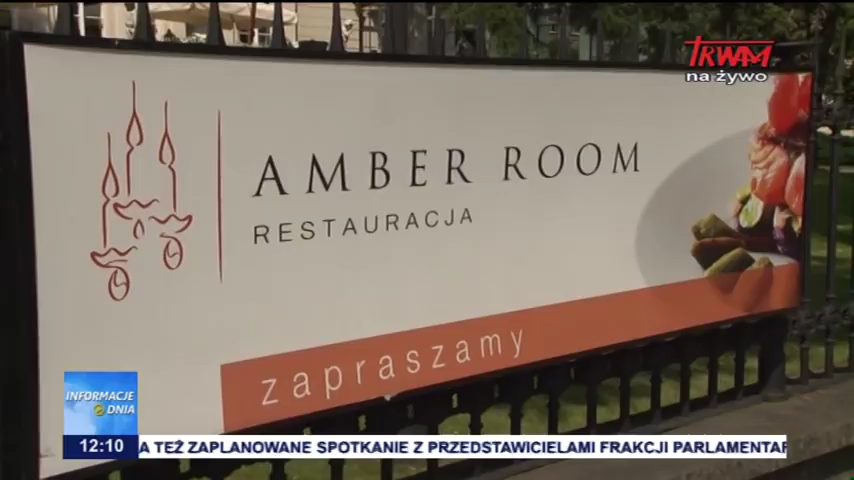 TRWAM
na żywo
AMBER ROOM
RESTAURACJA
zapraszamy
INFORMACJE
DNIA
12:10
A TEŻ ZAPLANOWANE SPOTKANIE Z PRZEDSTAWICIELAMI FRAKCJI PARLAMENTAR